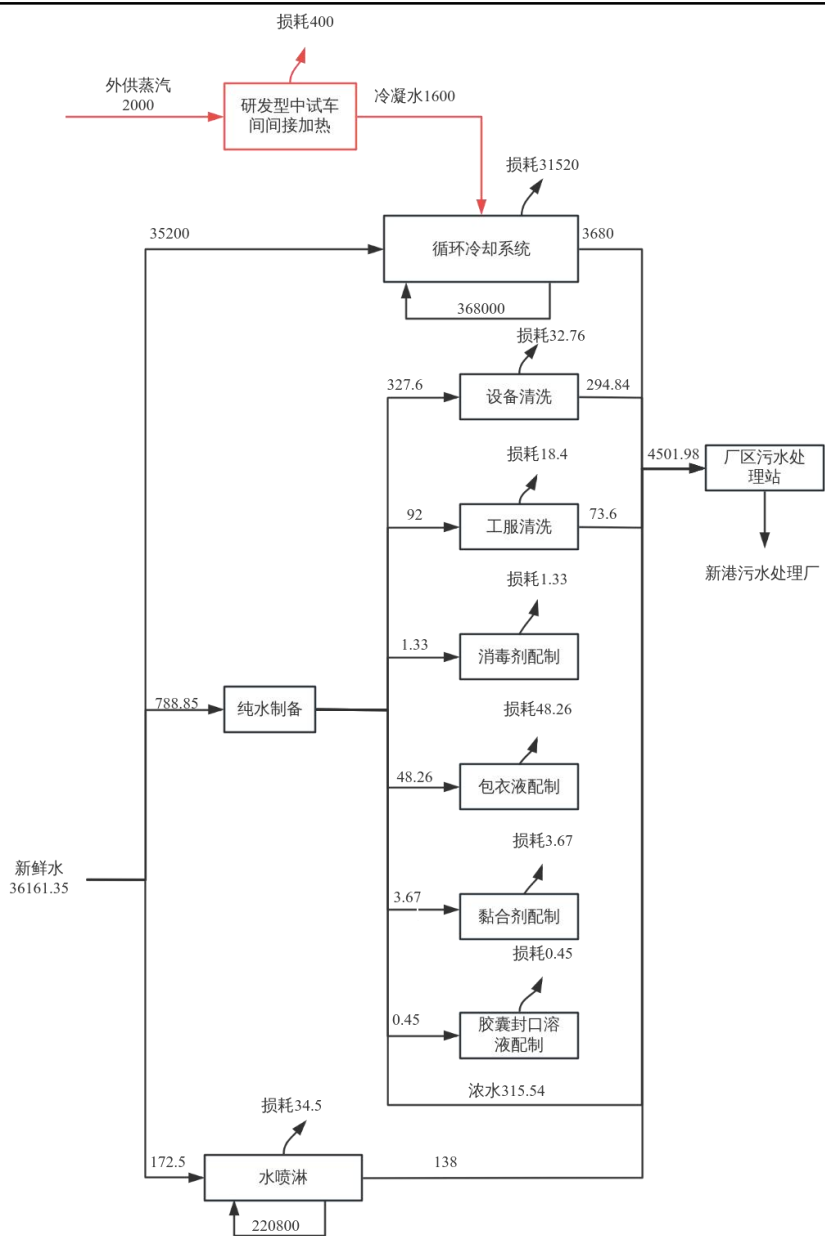 损耗400
外供蒸汽
2000
研发型中试车
间间接加热
冷凝水1600
损耗31520
35200
循环冷却系统
3680
368000
损耗32.76
327.6
设备清洗
294.84
损耗18.4
92
工服清洗
73.6
4501.98
厂区污水处
理站
新港污水处理厂
损耗1.33
1.33
消毒剂配制
788.85
纯水制备
损耗48.26
48.26
包衣液配制
新鲜水
36161.35
损耗3.67
3.67
黏合剂配制
损耗0.45
0.45
胶囊封口溶
液配制
浓水315.54
损耗34.5
172.5
水喷淋
138
220800